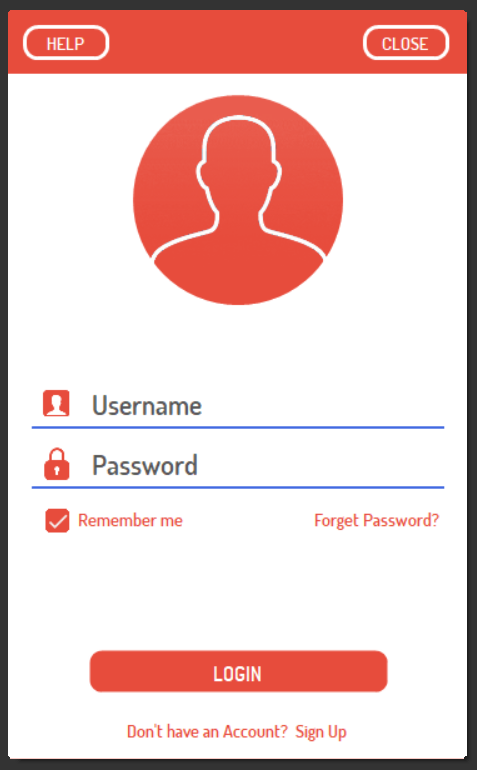 HELP
CLOSE
Username
Password
Remember me
Forget Password?
LOGIN
Don't have an Account? Sign Up